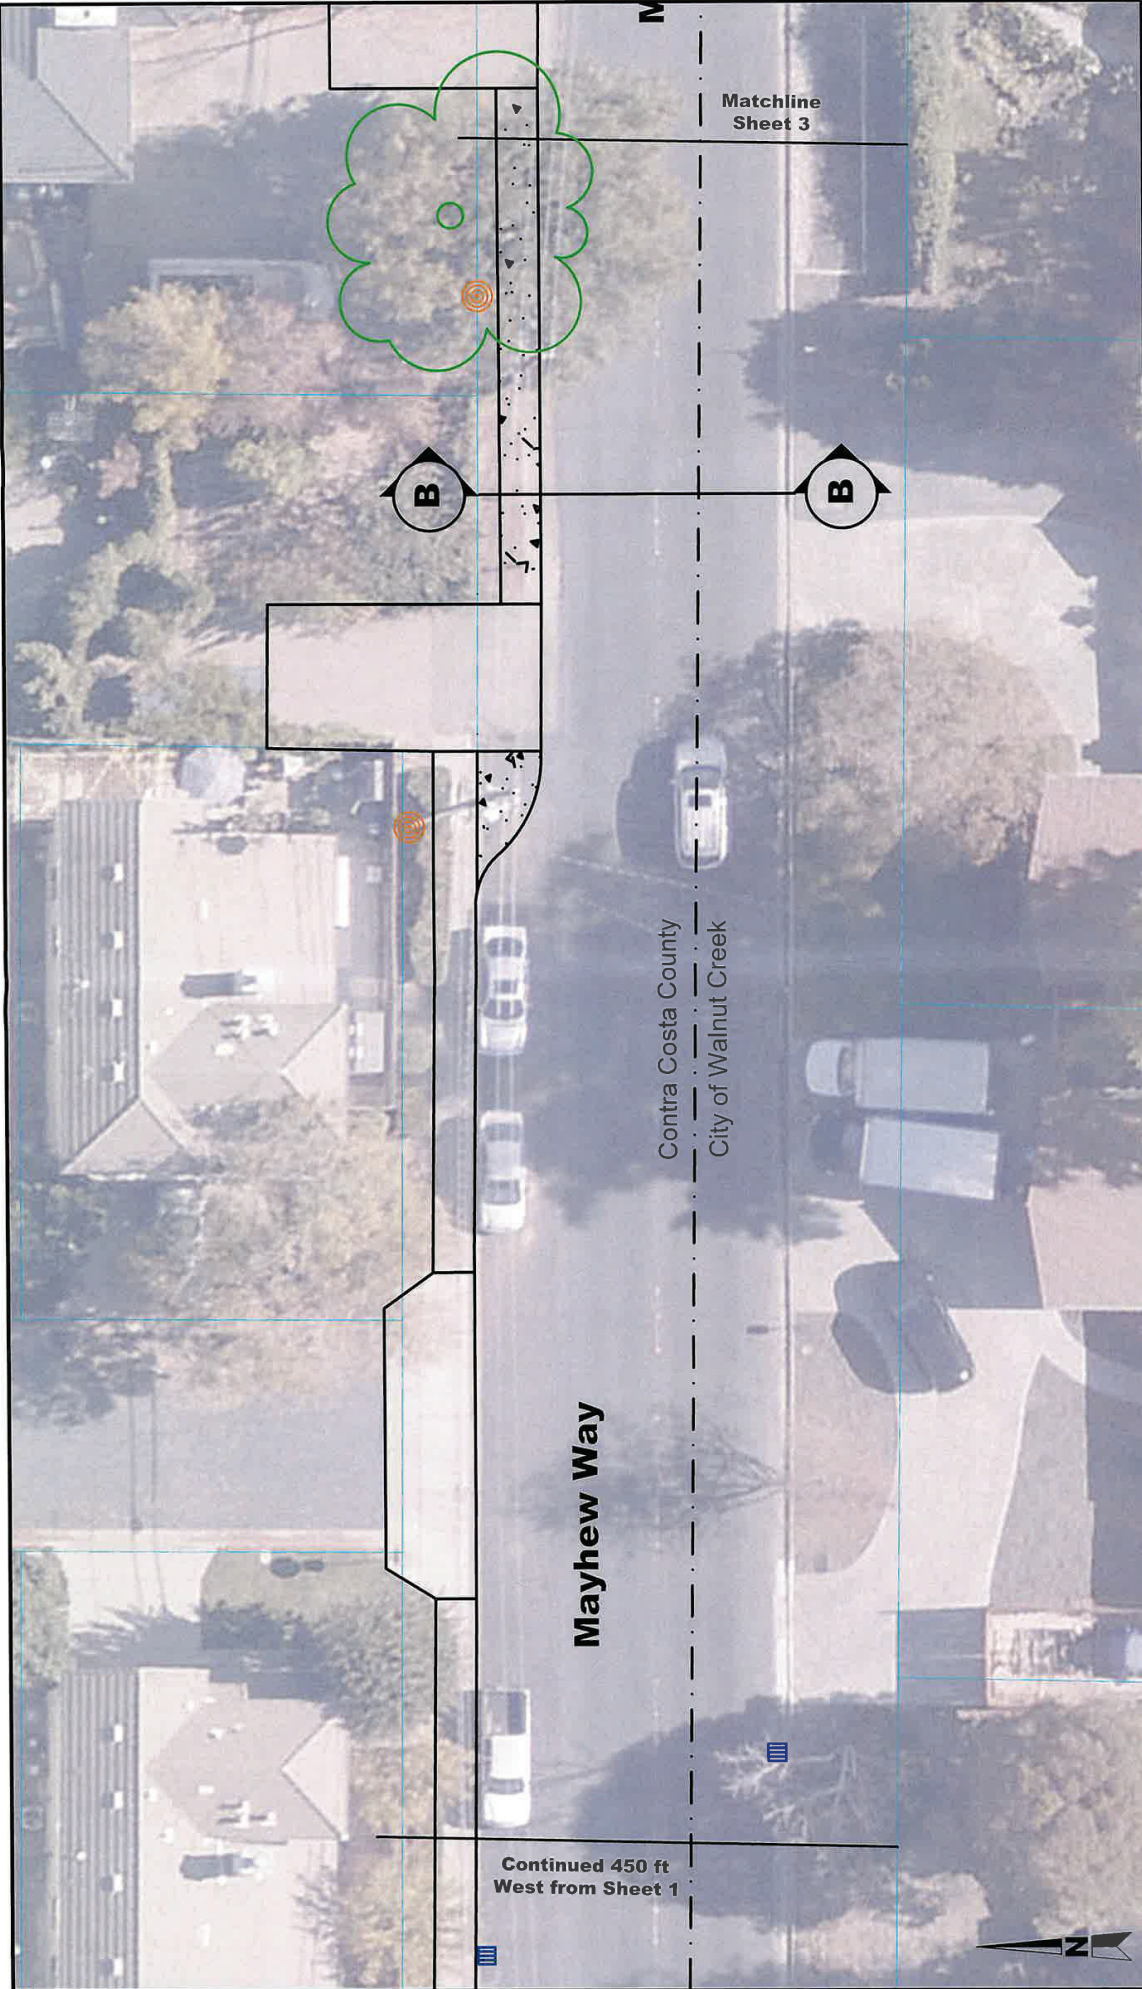 M
Matchline
Sheet 3
B
B
Contra Costa County
City of Walnut Creek
Mayhew Way
Continued 450 ft
West from Sheet 1
N